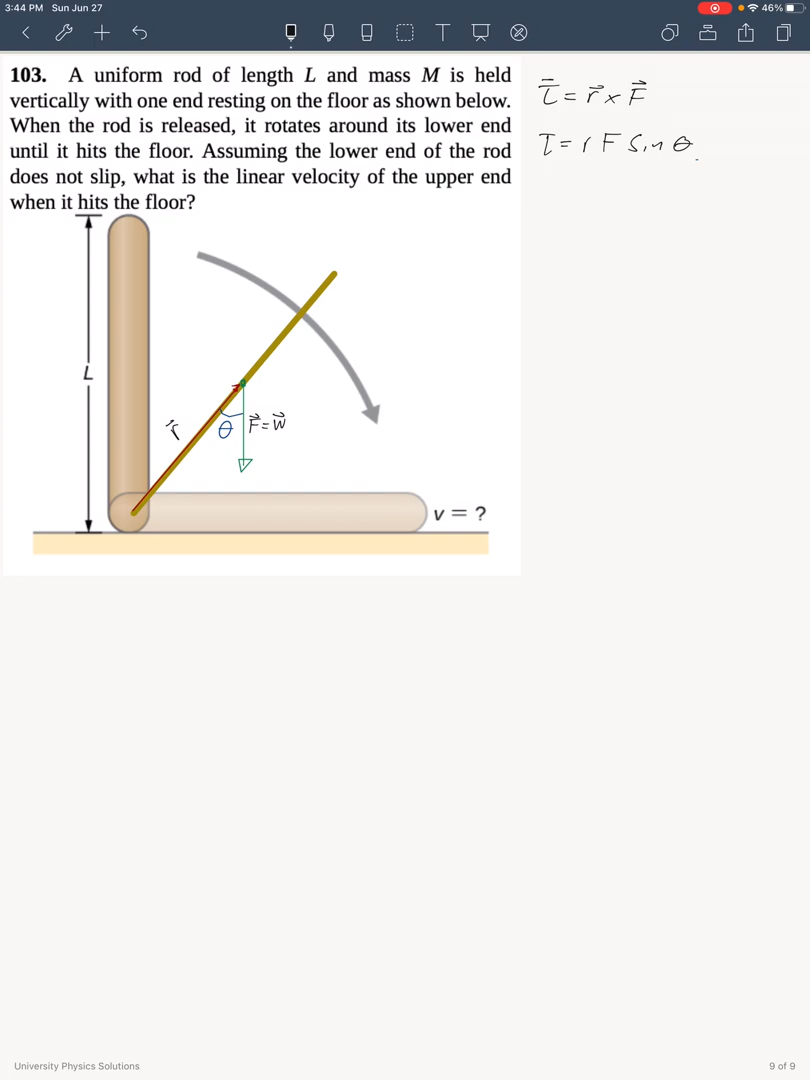 3:44 PM Sun Jun 27
46%
103. A uniform rod of length L and mass M is held
vertically with one end resting on the floor as shown below.
When the rod is released, it rotates around its lower end
until it hits the floor. Assuming the lower end of the rod
does not slip, what is the linear velocity of the upper end
when it hits the floor?
τ⃗ = r⃗ × F⃗
τ = r F Sin θ
L
r⃗
θ
F⃗ = W⃗
v = ?
University Physics Solutions
9 of 9